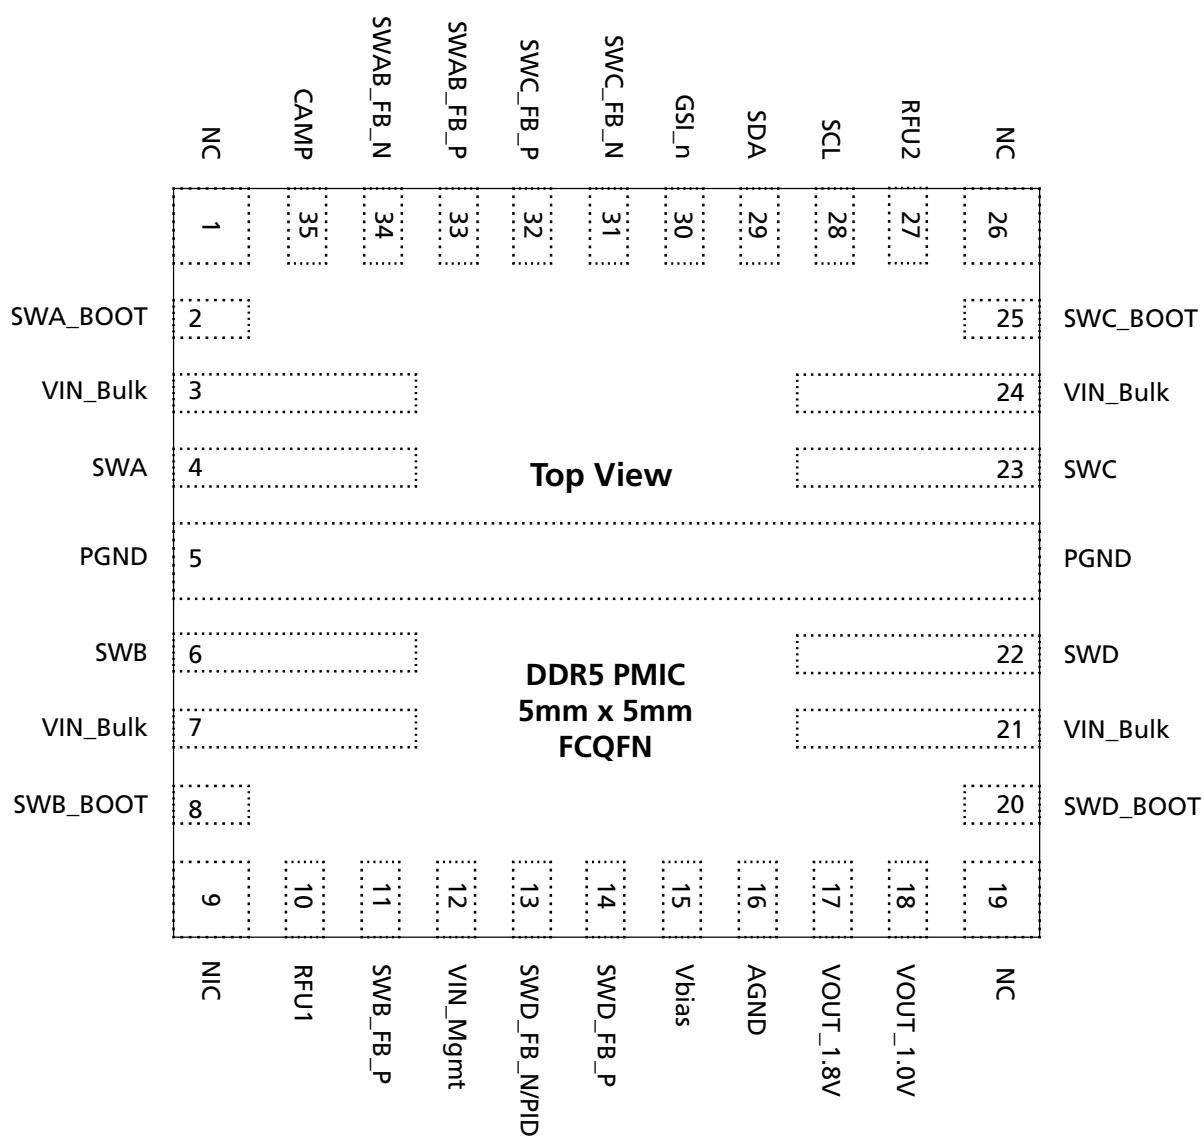 NC
CAMP
SWAB_FB_N
SWAB_FB_P
SWC_FB_P
SWC_FB_N
GSI_n
SDA
SCL
RFU2
NC
1
35
34
33
32
31
30
29
28
27
26
SWA_BOOT
2
25
SWC_BOOT
VIN_Bulk
3
24
VIN_Bulk
SWA
4
Top View
23
SWC
PGND
5
PGND
SWB
6
22
SWD
DDR5 PMIC
5mm x 5mm
FCQFN
VIN_Bulk
7
21
VIN_Bulk
SWB_BOOT
8
20
SWD_BOOT
9
10
11
12
13
14
15
16
17
18
19
NIC
RFU1
SWB_FB_P
VIN_Mgmt
SWD_FB_N/PID
SWD_FB_P
Vbias
AGND
VOUT_1.8V
VOUT_1.0V
NC